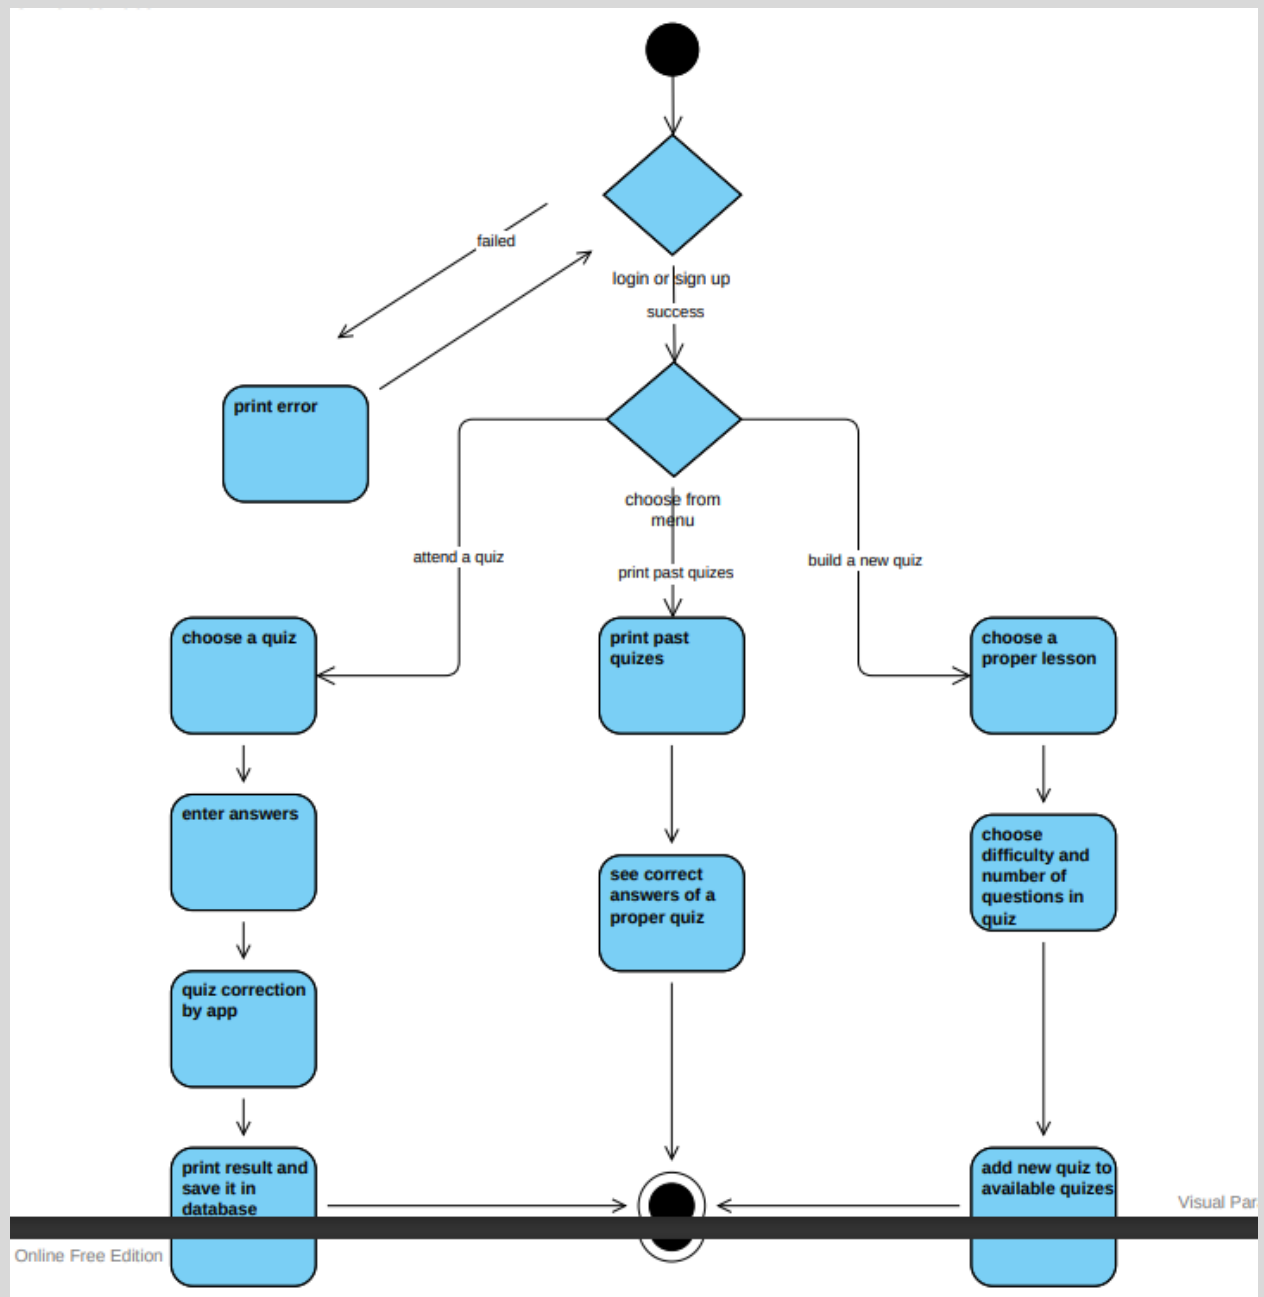 failed
login or sign up
success
print error
choose from
menu
attend a quiz
print past quizes
build a new quiz
choose a quiz
print past
quizes
choose a
proper lesson
enter answers
see correct
answers of a
proper quiz
choose
difficulty and
number of
questions in
quiz
quiz correction
by app
print result and
save it in
database
add new quiz to
available quizes
Visual Par
Online Free Edition